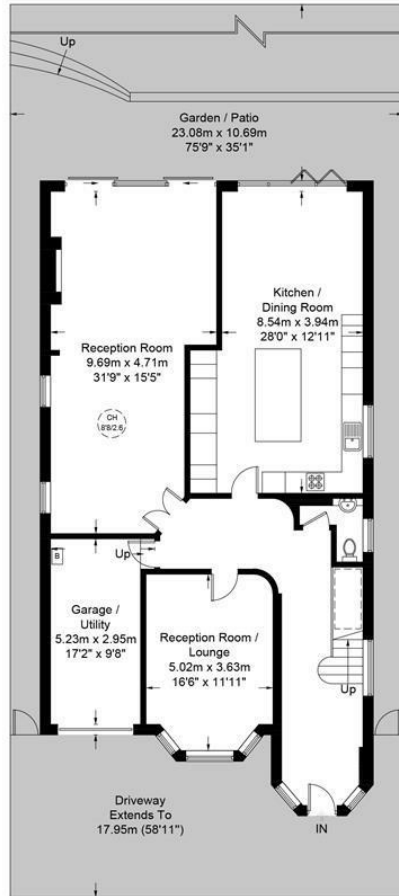 Up
Garden / Patio
23.08m x 10.69m
75'9" x 35'1"
Kitchen /
Dining Room
8.54m x 3.94m
28'0" x 12'11"
Reception Room
9.69m x 4.71m
31'9" x 15'5"
CH
8'8/2.6
Up
B
Garage /
Utility
5.23m x 2.95m
17'2" x 9'8"
Reception Room /
Lounge
5.02m x 3.63m
16'6" x 11'11"
Up
Driveway
Extends To
17.95m (58'11")
IN